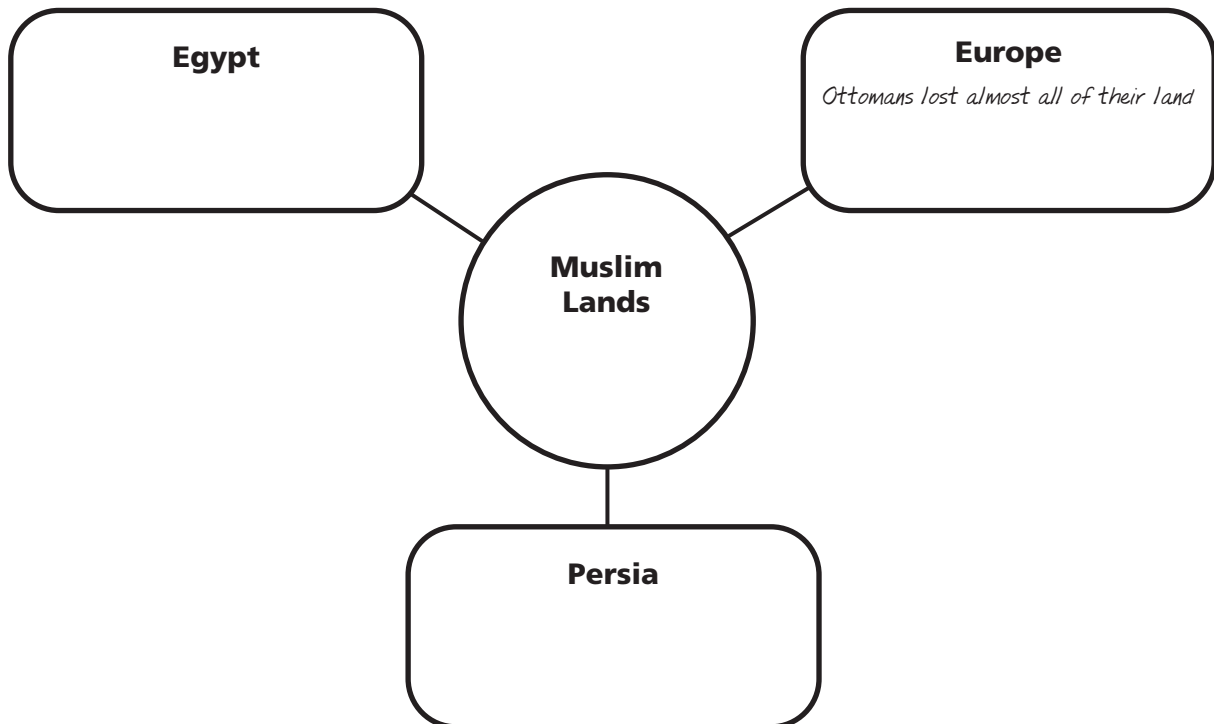 Egypt
Europe
Ottomans lost almost all of their land
Muslim
Lands
Persia